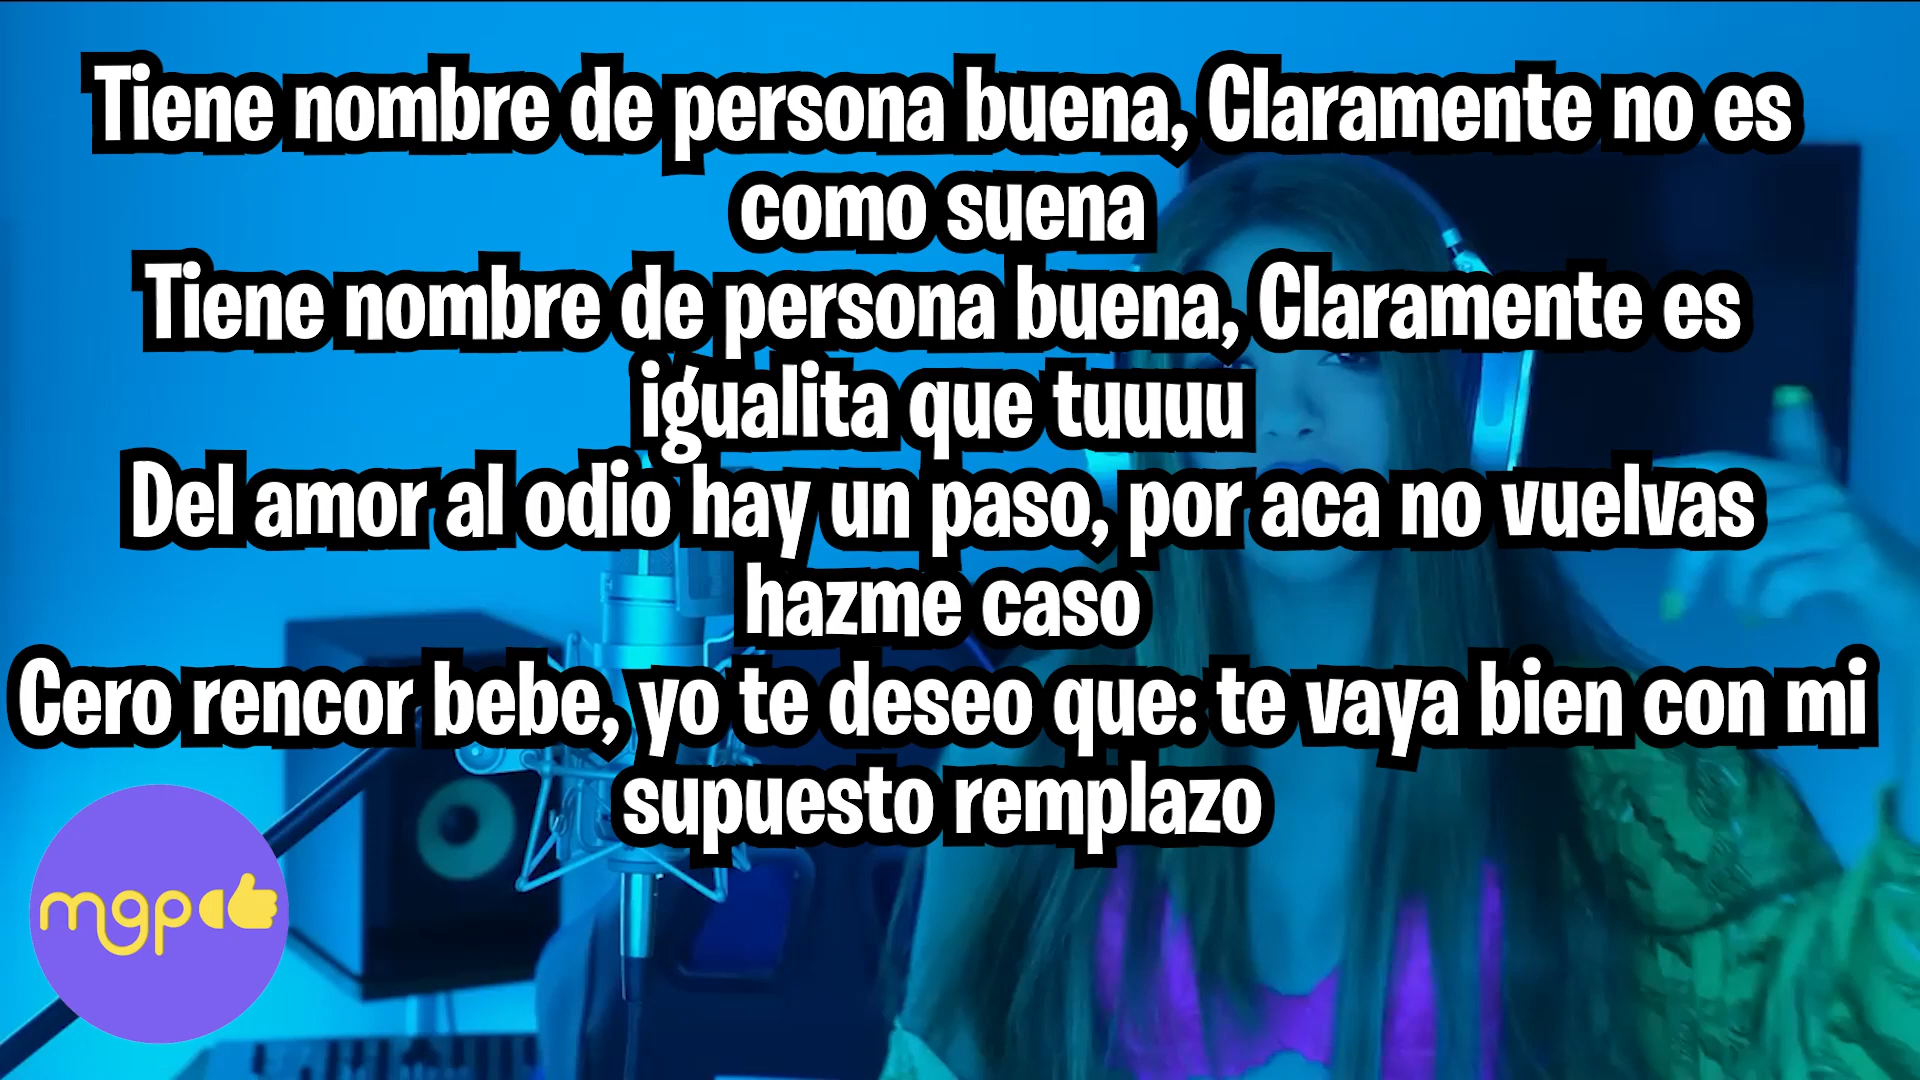 Tiene nombre de persona buena, Claramente no es
como suena
Tiene nombre de persona buena, Claramente es
igualita que tuuuu
Del amor al odio hay un paso, por aca no vuelvas
hazme caso
Cero rencor bebe, yo te deseo que: te vaya bien con mi
supuesto remplazo
mgp